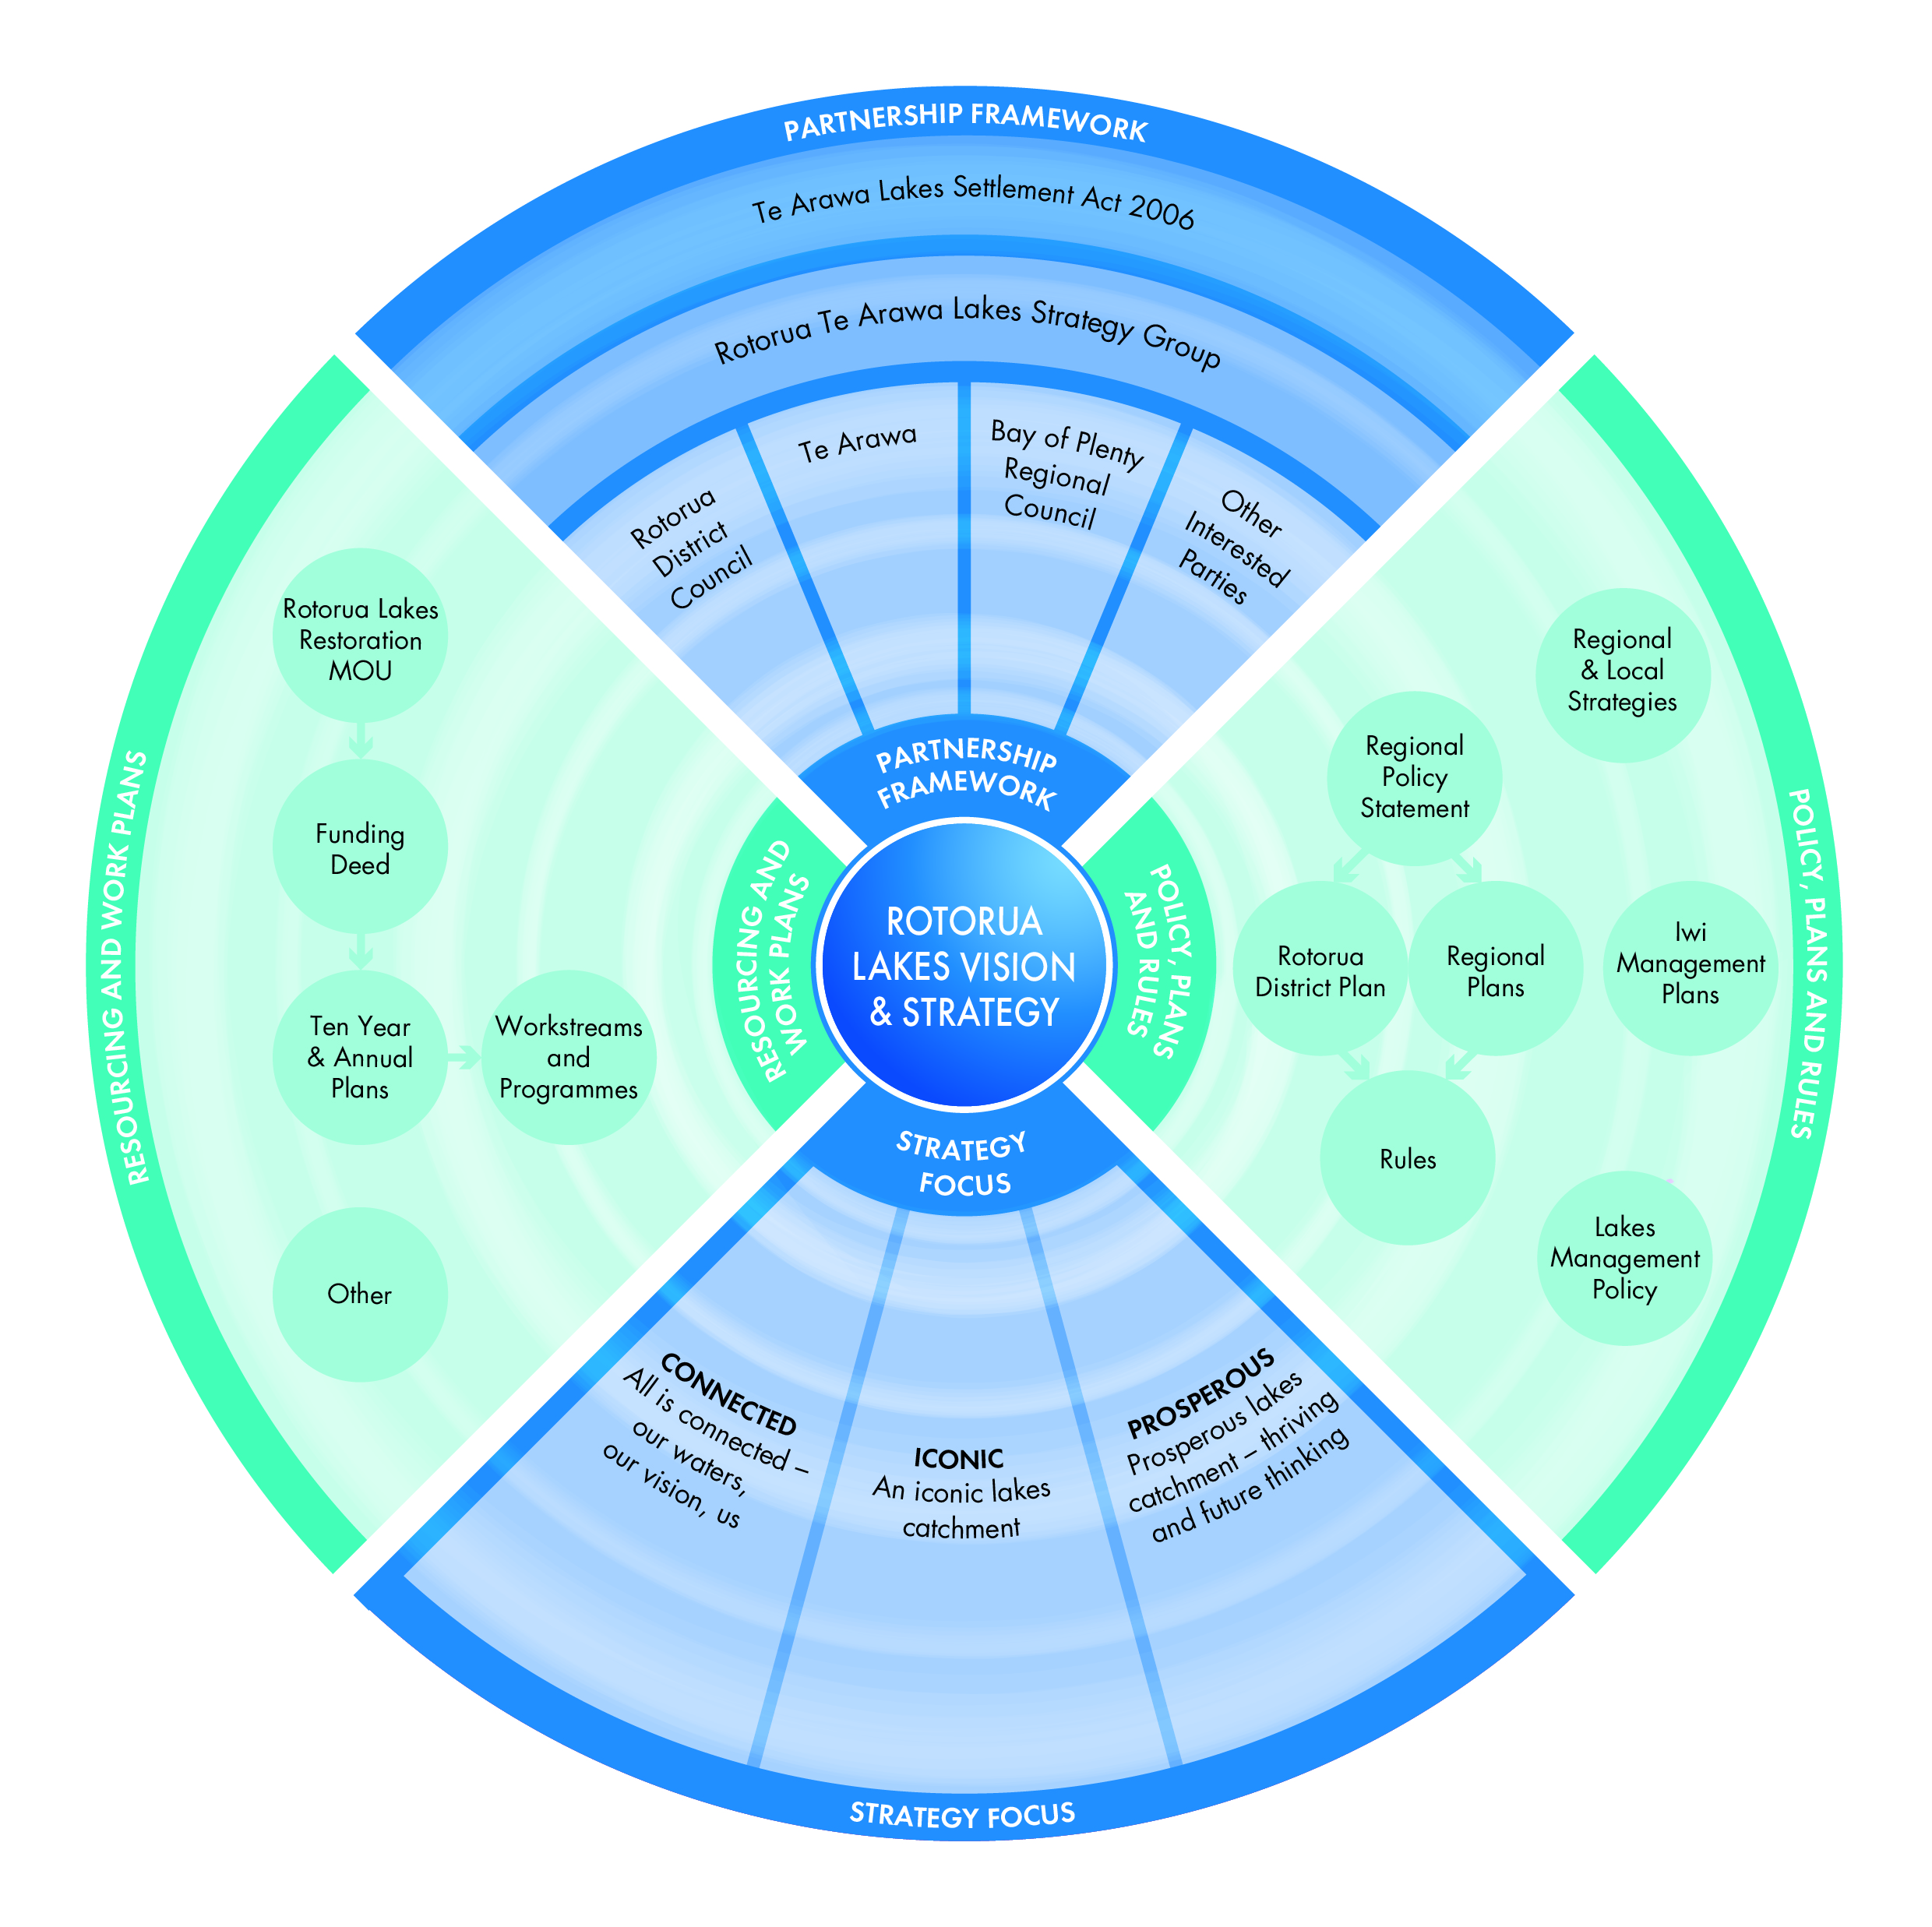 PARTNERSHIP FRAMEWORK
Te Arawa Lakes Settlement Act 2006
Rotorua Te Arawa Lakes Strategy Group
Rotorua
District
Council
Te Arawa
Bay of Plenty
Regional
Council
Other
Interested
Parties
PARTNERSHIP
FRAMEWORK
RESOURCING AND WORK PLANS
Rotorua Lakes
Restoration
MOU
Funding
Deed
Ten Year
& Annual
Plans
Workstreams
and
Programmes
Other
RESOURCING AND
WORK PLANS
ROTORUA
LAKES VISION
& STRATEGY
POLICY, PLANS
AND RULES
Regional
& Local
Strategies
Regional
Policy
Statement
Rotorua
District Plan
Regional
Plans
Iwi
Management
Plans
Rules
Lakes
Management
Policy
POLICY, PLANS AND RULES
STRATEGY
FOCUS
CONNECTED
All is connected –
our waters,
our vision, us
ICONIC
An iconic lakes
catchment
PROSPEROUS
Prosperous lakes
catchment – thriving
and future thinking
STRATEGY FOCUS